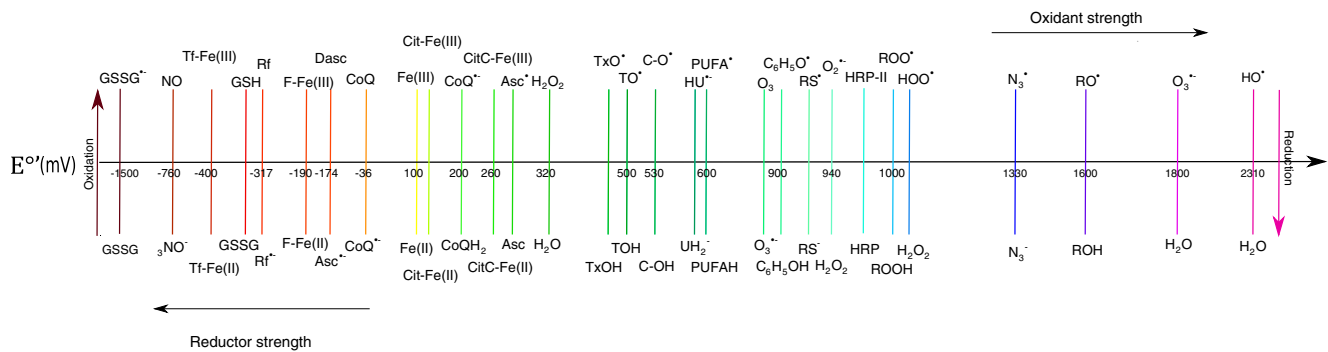 Oxidant strength
Cit-Fe(III)
Tf-Fe(III) Rf Dasc CitC-Fe(III) TxO• C-O• PUFA• C₆H₅O• O₂•- ROO•
GSSG•- NO GSH F-Fe(III) CoQ Fe(III) CoQ•- Asc• H₂O₂ TO• HU•- O₃ RS• HRP-II HOO• N₃• RO• O₃•- HO•
E°'(mV)
Oxidation
Reduction
-1500 -760 -400 -317 -190 -174 -36 100 200 260 320 500 530 600 900 940 1000 1330 1600 1800 2310
GSSG ₃NO⁻ GSSG F-Fe(II) CoQ•- Fe(II) CoQH₂ Asc H₂O TOH UH₂⁻ O₃•- RS⁻ HRP H₂O₂ N₃⁻ ROH H₂O H₂O
Tf-Fe(II) Rf•- Asc•- Cit-Fe(II) CitC-Fe(II) TxOH C-OH PUFAH C₆H₅OH H₂O₂ ROOH
Reductor strength